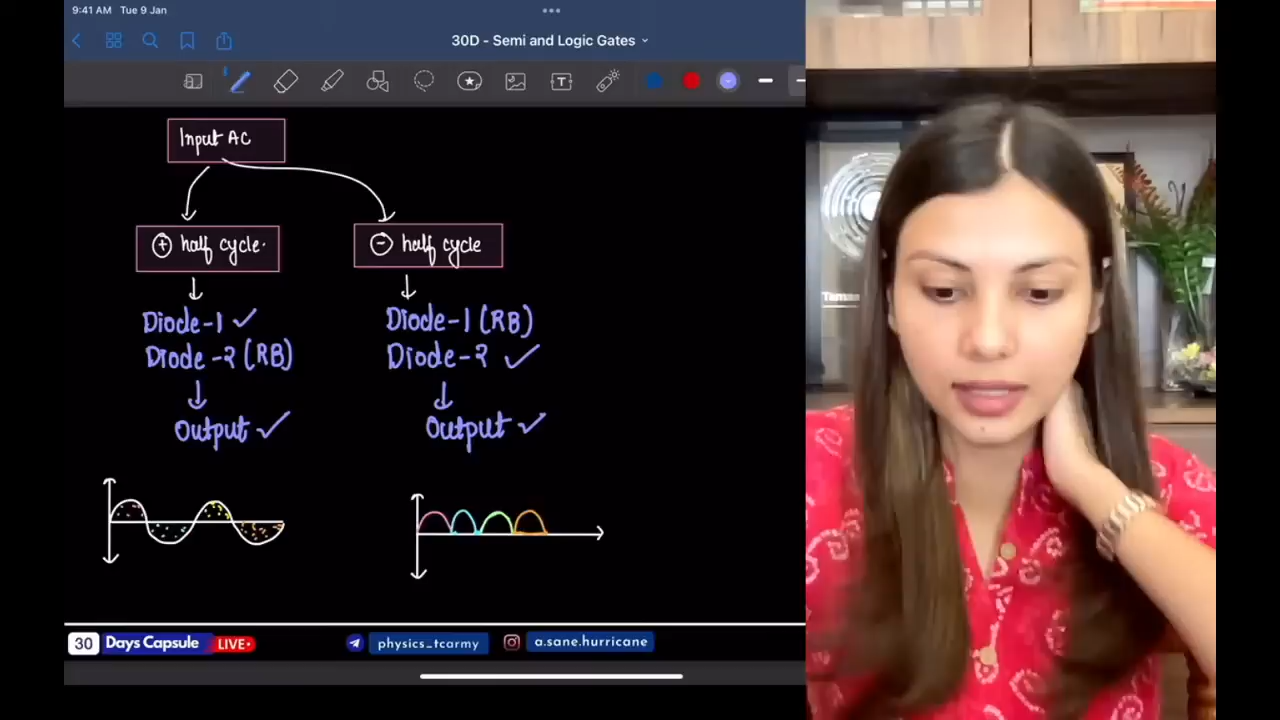 9:41 AM Tue 9 Jan
30D - Semi and Logic Gates
Input AC
+ half cycle
- half cycle
Diode-1 ✓
Diode-2 (RB)
Output ✓
Diode-1 (RB)
Diode-2 ✓
Output ✓
30 Days Capsule LIVE
physics_tcarmy
a.sane.hurricane